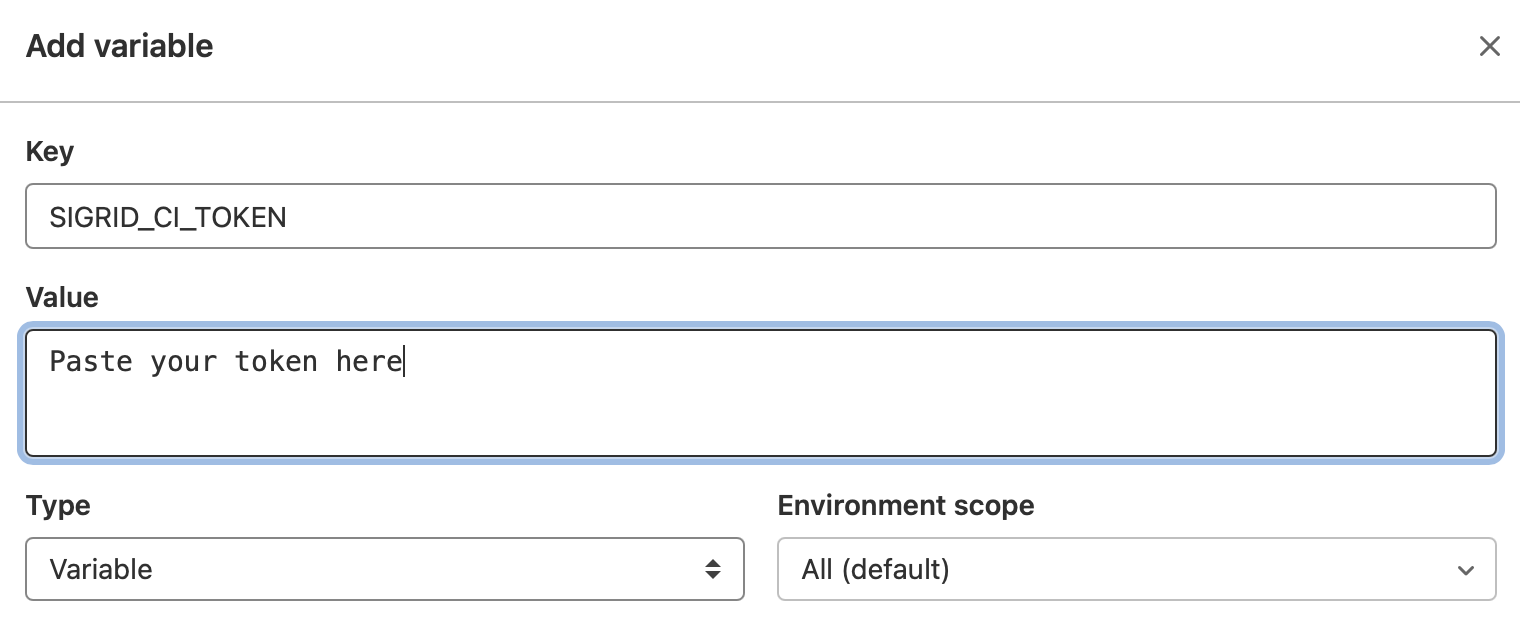 Add variable
Key
SIGRID_CI_TOKEN
Value
Paste your token here
Type
Environment scope
Variable
All (default)